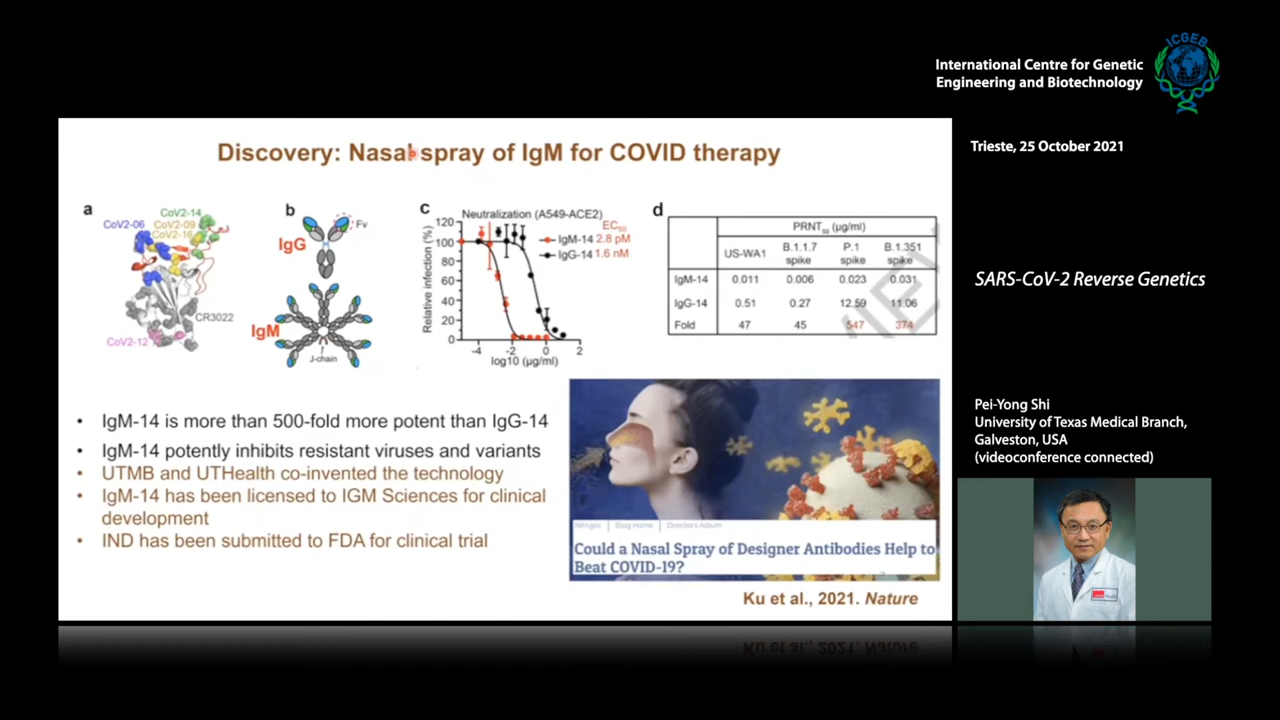 ICGEB
International Centre for Genetic
Engineering and Biotechnology
Trieste, 25 October 2021
SARS-CoV-2 Reverse Genetics
Pei-Yong Shi
University of Texas Medical Branch,
Galveston, USA
(videoconference connected)
Discovery: Nasal spray of IgM for COVID therapy
a
CoV2-14
CoV2-06
CoV2-09
CoV2-16
CR3022
CoV2-12
b
Fv
IgG
IgM
J-chain
c
Neutralization (A549-ACE2)
EC50
IgM-14 2.8 pM
IgG-14 1.6 nM
Relative infection (%)
120
100
80
60
40
20
0
-4 -2 0 2
log10 (µg/ml)
d
PRNT50 (µg/ml)
US-WA1 B.1.1.7 spike P.1 spike B.1.351 spike
IgM-14 0.011 0.006 0.023 0.031
IgG-14 0.51 0.27 12.59 11.06
Fold 47 45 547 374
• IgM-14 is more than 500-fold more potent than IgG-14
• IgM-14 potently inhibits resistant viruses and variants
• UTMB and UTHealth co-invented the technology
• IgM-14 has been licensed to IGM Sciences for clinical
development
• IND has been submitted to FDA for clinical trial
NIH.gov | Blog Home | Director's Album
Could a Nasal Spray of Designer Antibodies Help to
Beat COVID-19?
Ku et al., 2021. Nature